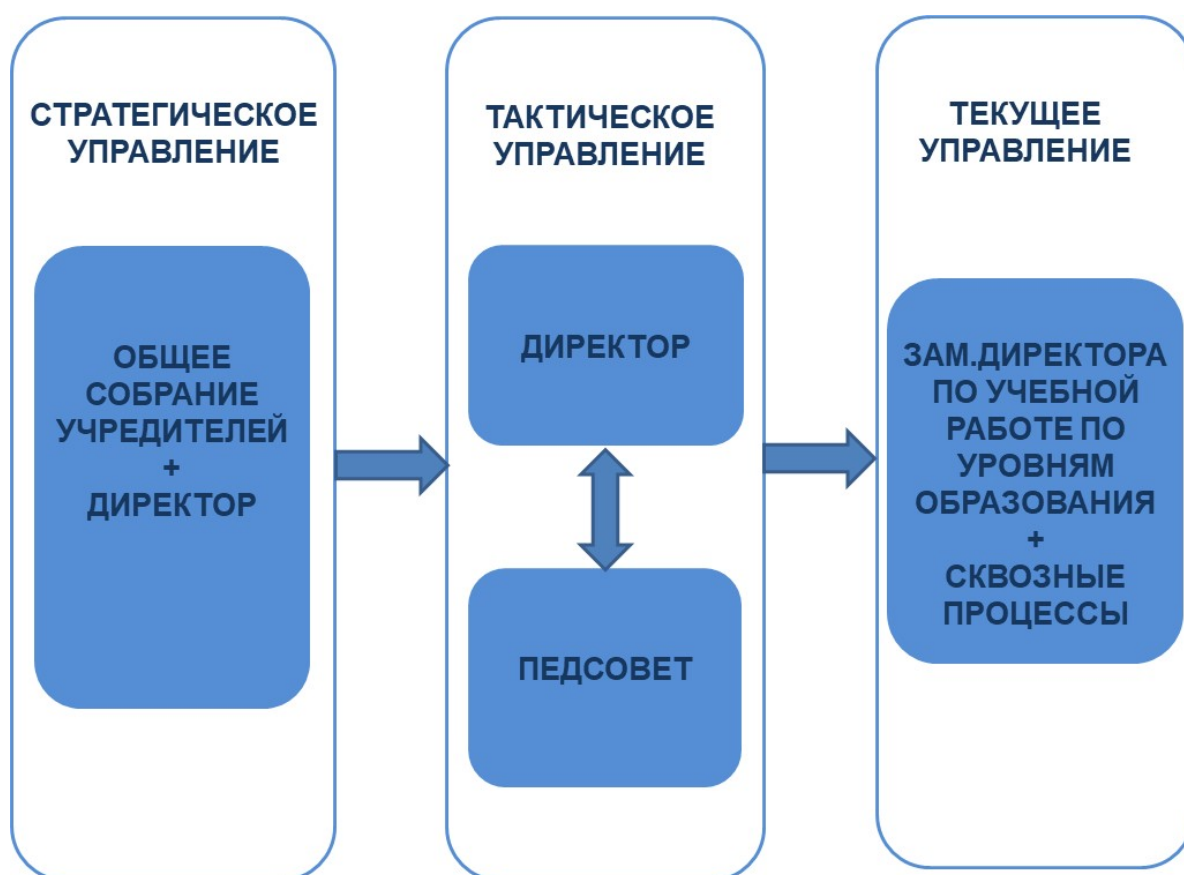 СТРАТЕГИЧЕСКОЕ
УПРАВЛЕНИЕ
ОБЩЕЕ
СОБРАНИЕ
УЧРЕДИТЕЛЕЙ
+
ДИРЕКТОР
ТАКТИЧЕСКОЕ
УПРАВЛЕНИЕ
ДИРЕКТОР
ПЕДСОВЕТ
ТЕКУЩЕЕ
УПРАВЛЕНИЕ
ЗАМ.ДИРЕКТОРА
ПО УЧЕБНОЙ
РАБОТЕ ПО
УРОВНЯМ
ОБРАЗОВАНИЯ
+
СКВОЗНЫЕ
ПРОЦЕССЫ